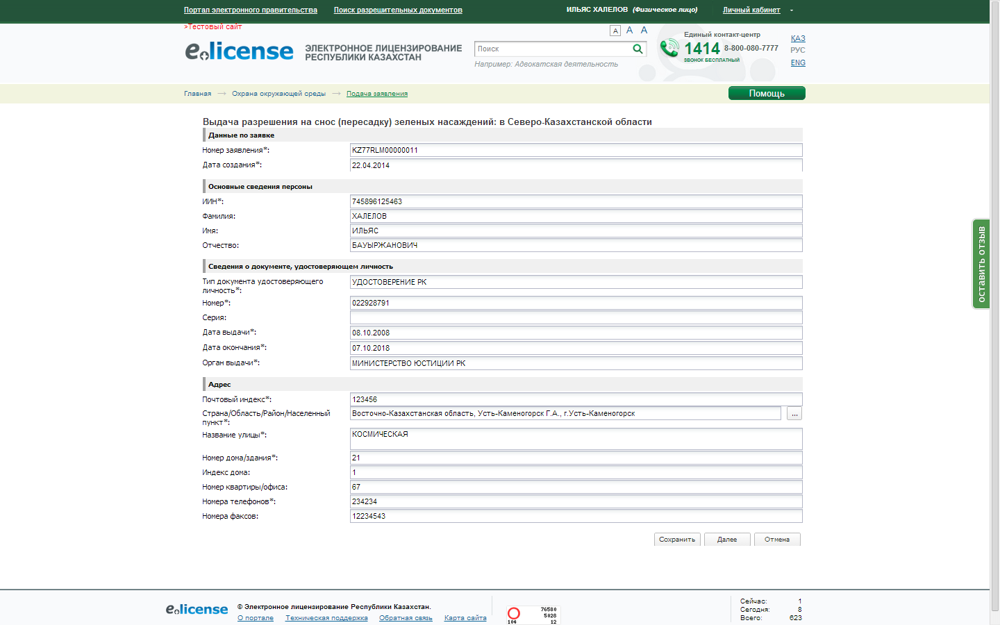 Портал электронного правительства Поиск разрешительных документов ИЛЬЯС ХАЛЕЛОВ (Физическое лицо) Личный кабинет
>Тестовый сайт
A A A
e.license
ЭЛЕКТРОННОЕ ЛИЦЕНЗИРОВАНИЕ
РЕСПУБЛИКИ КАЗАХСТАН
Поиск
Например: Адвокатская деятельность
Единый контакт-центр
1414 8-800-080-7777
ЗВОНОК БЕСПЛАТНЫЙ
ҚАЗ
РУС
ENG
Главная → Охрана окружающей среды → Подача заявления
Помощь
Выдача разрешения на снос (пересадку) зеленых насаждений: в Северо-Казахстанской области
Данные по заявке
Номер заявления*: KZ77RLM00000011
Дата создания*: 22.04.2014
Основные сведения персоны
ИИН*: 745896125463
Фамилия: ХАЛЕЛОВ
Имя: ИЛЬЯС
Отчество: БАУЫРЖАНОВИЧ
Сведения о документе, удостоверяющем личность
Тип документа удостоверяющего
личность*:
УДОСТОВЕРЕНИЕ РК
Номер*: 022928791
Серия:
Дата выдачи*: 08.10.2008
Дата окончания*: 07.10.2018
Орган выдачи*: МИНИСТЕРСТВО ЮСТИЦИИ РК
Адрес
Почтовый индекс*: 123456
Страна/Область/Район/Населенный
пункт*:
Восточно-Казахстанская область, Усть-Каменогорск Г.А., г.Усть-Каменогорск ...
Название улицы*: КОСМИЧЕСКАЯ
Номер дома/здания*: 21
Индекс дома: 1
Номер квартиры/офиса: 67
Номера телефонов*: 234234
Номера факсов: 12234543
Сохранить Далее Отмена
оставить отзыв
e.license
© Электронное лицензирование Республики Казахстан.
О портале Техническая поддержка Обратная связь Карта сайта
76580
5028
104 12
Сейчас: 1
Сегодня: 8
Всего: 623